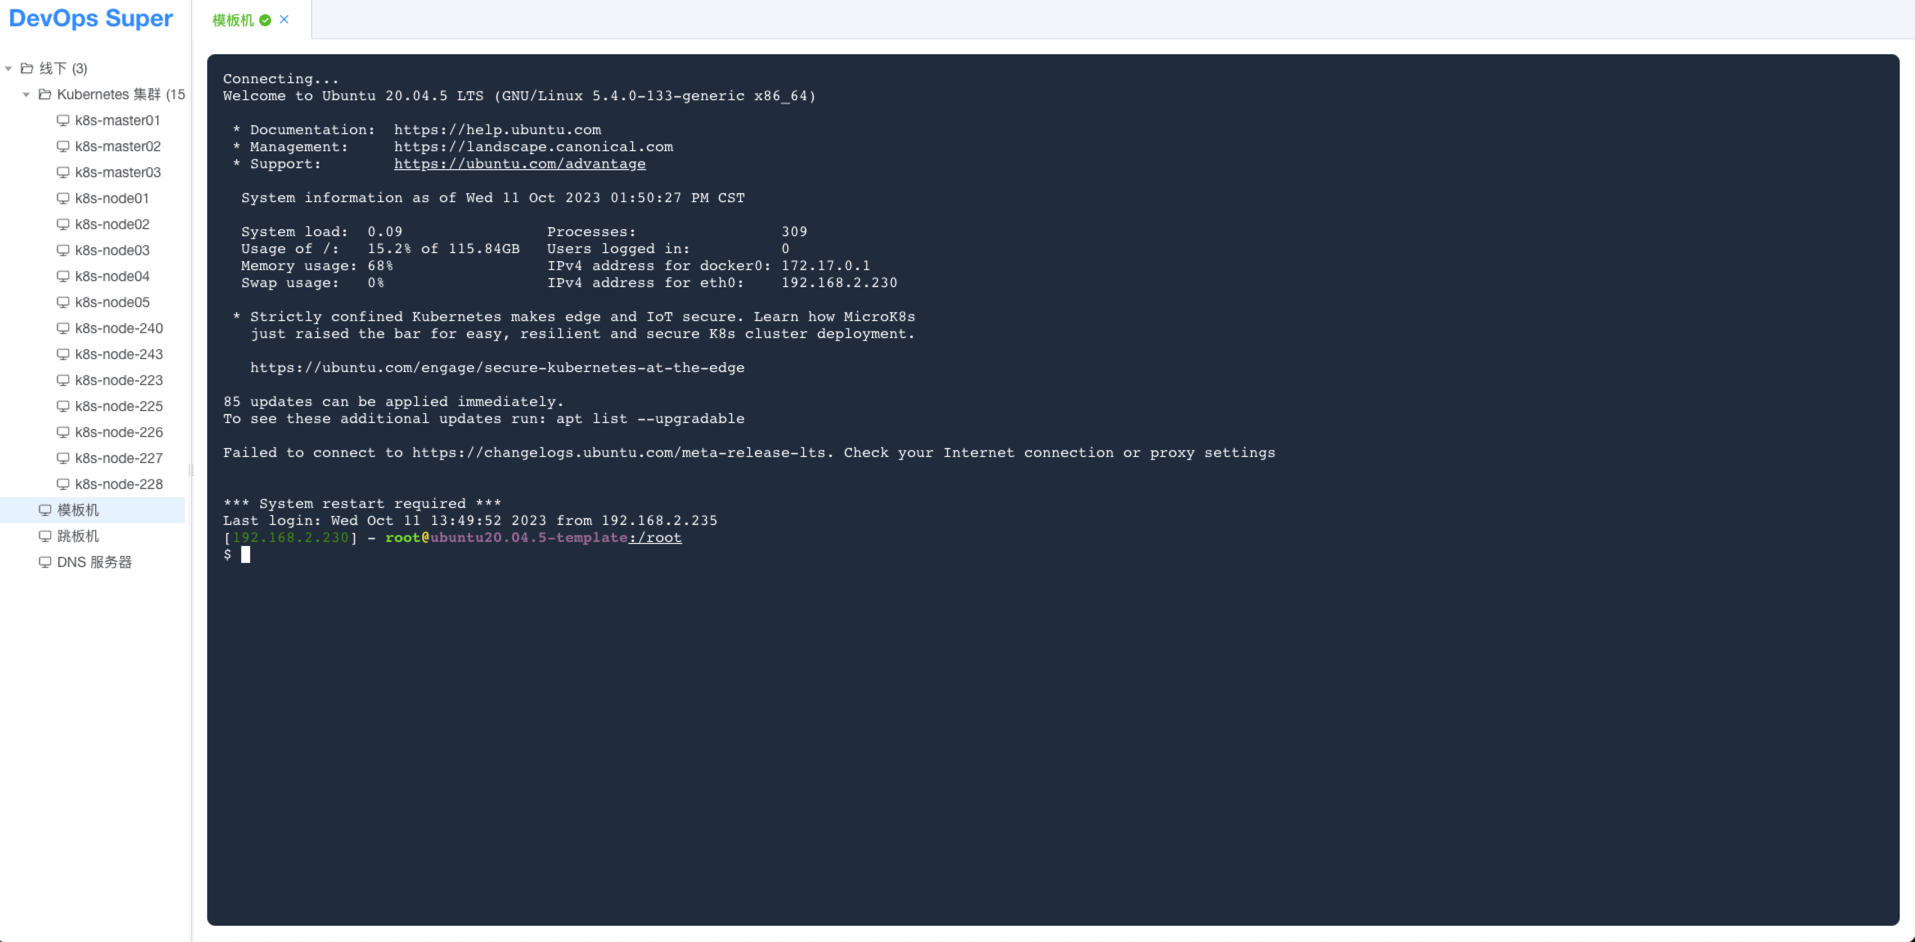 DevOps Super
线下 (3)
Kubernetes 集群 (15
k8s-master01
k8s-master02
k8s-master03
k8s-node01
k8s-node02
k8s-node03
k8s-node04
k8s-node05
k8s-node-240
k8s-node-243
k8s-node-223
k8s-node-225
k8s-node-226
k8s-node-227
k8s-node-228
模板机
跳板机
DNS 服务器
模板机
Connecting...
Welcome to Ubuntu 20.04.5 LTS (GNU/Linux 5.4.0-133-generic x86_64)
* Documentation:  https://help.ubuntu.com
* Management:     https://landscape.canonical.com
* Support:        https://ubuntu.com/advantage
System information as of Wed 11 Oct 2023 01:50:27 PM CST
System load:  0.09                Processes:                309
Usage of /:   15.2% of 115.84GB   Users logged in:          0
Memory usage: 68%                 IPv4 address for docker0: 172.17.0.1
Swap usage:   0%                  IPv4 address for eth0:    192.168.2.230
* Strictly confined Kubernetes makes edge and IoT secure. Learn how MicroK8s
just raised the bar for easy, resilient and secure K8s cluster deployment.
https://ubuntu.com/engage/secure-kubernetes-at-the-edge
85 updates can be applied immediately.
To see these additional updates run: apt list --upgradable
Failed to connect to https://changelogs.ubuntu.com/meta-release-lts. Check your Internet connection or proxy settings
*** System restart required ***
Last login: Wed Oct 11 13:49:52 2023 from 192.168.2.235
[192.168.2.230] - root@ubuntu20.04.5-template:/root
$